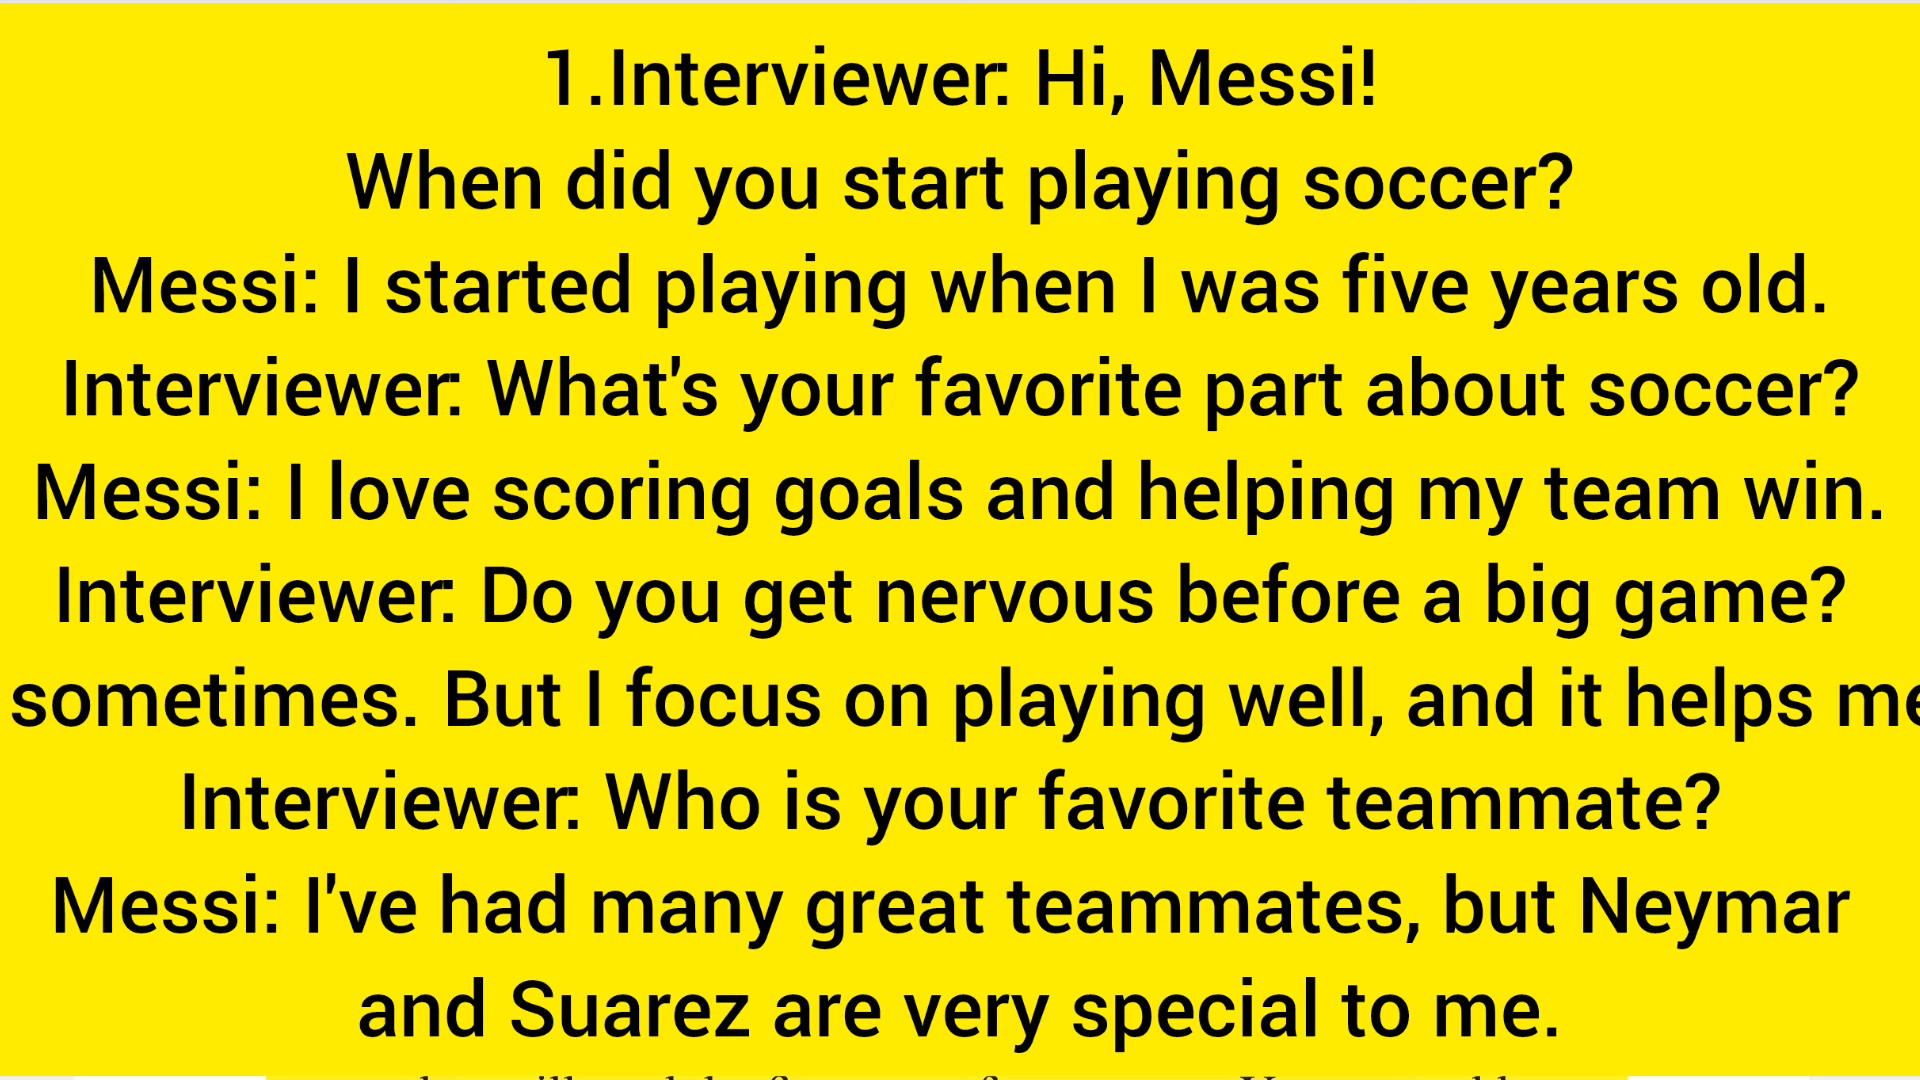 1.Interviewer: Hi, Messi!
When did you start playing soccer?
Messi: I started playing when I was five years old.
Interviewer: What's your favorite part about soccer?
Messi: I love scoring goals and helping my team win.
Interviewer: Do you get nervous before a big game?
sometimes. But I focus on playing well, and it helps me
Interviewer: Who is your favorite teammate?
Messi: I've had many great teammates, but Neymar
and Suarez are very special to me.